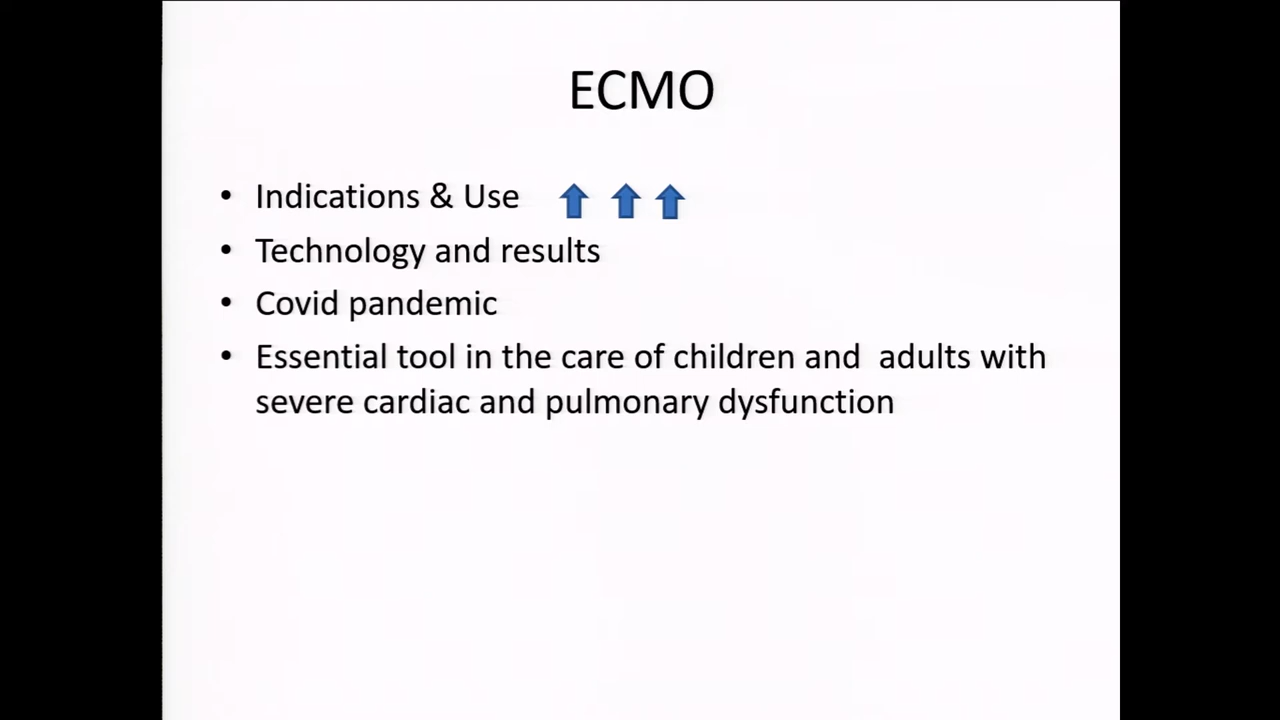 ECMO
• Indications & Use
• Technology and results
• Covid pandemic
• Essential tool in the care of children and  adults with
severe cardiac and pulmonary dysfunction